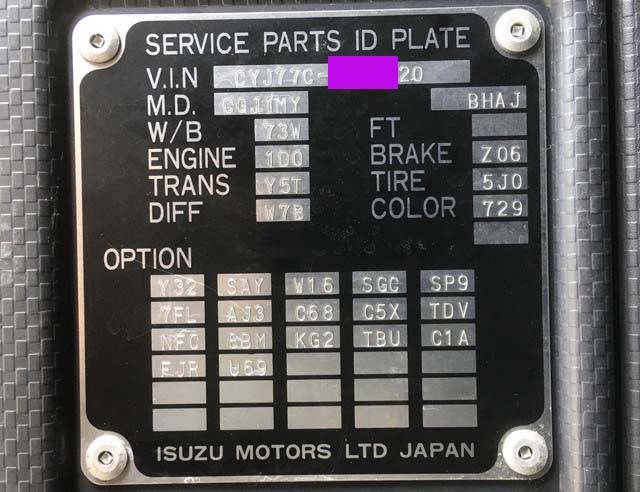 SERVICE PARTS ID PLATE
V.I.N CYJ77C- 20
M.D. GGJ1MY BHAJ
W/B 73W FT
ENGINE 1D0 BRAKE Z06
TRANS Y5T TIRE 5J0
DIFF W7B COLOR 729
OPTION
Y32 SAY W16 SGC SP9
7FL AJ3 C68 C5X TDV
NFC BBM KG2 TBU C1A
EJR U69
ISUZU MOTORS LTD JAPAN